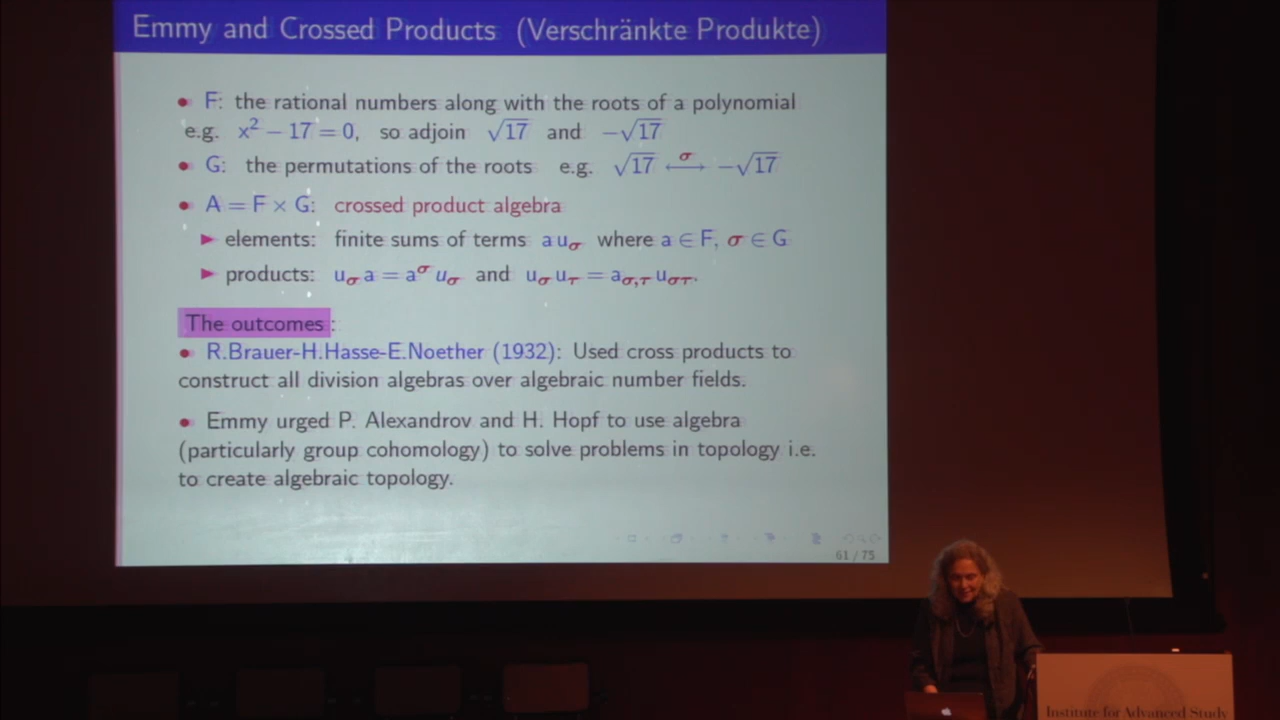 Emmy and Crossed Products (Verschränkte Produkte)
• F: the rational numbers along with the roots of a polynomial
e.g. x² − 17 = 0, so adjoin √17 and −√17
• G: the permutations of the roots e.g. √17 ⟷σ −√17
• A = F × G: crossed product algebra
▶ elements: finite sums of terms a u_σ where a ∈ F, σ ∈ G
▶ products: u_σ a = a^σ u_σ and u_σ u_τ = a_{σ,τ} u_{στ}.
The outcomes:
• R.Brauer-H.Hasse-E.Noether (1932): Used cross products to
construct all division algebras over algebraic number fields.
• Emmy urged P. Alexandrov and H. Hopf to use algebra
(particularly group cohomology) to solve problems in topology i.e.
to create algebraic topology.
61 / 75
Institute for Advanced Study